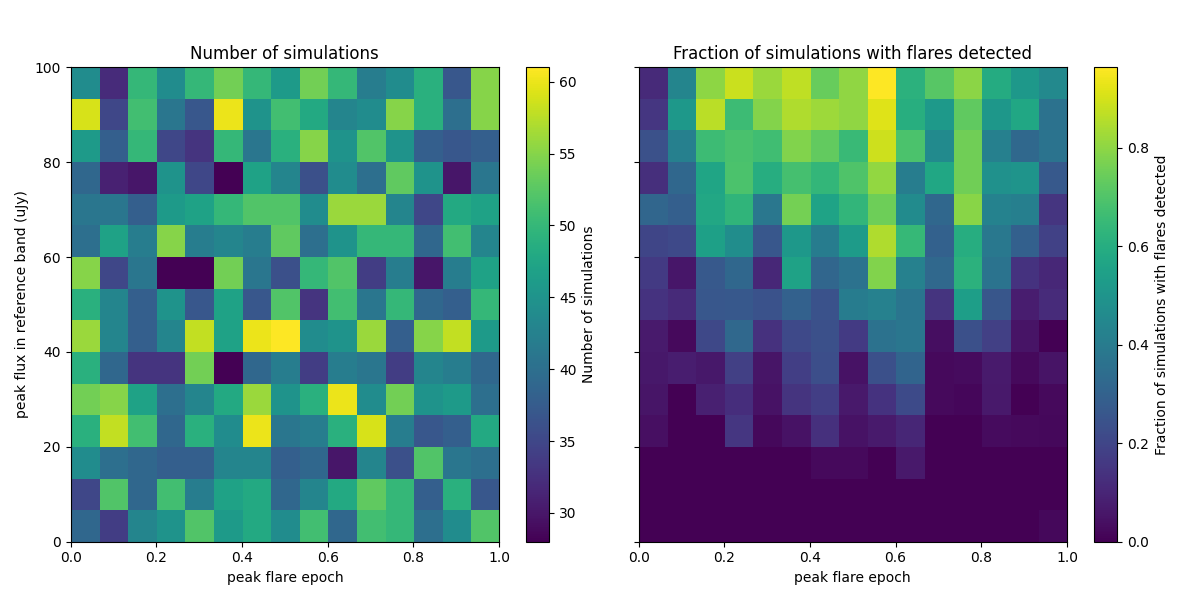 Number of simulations
Fraction of simulations with flares detected
100
80
60
40
20
0
peak flux in reference band (uJy)
0.0 0.2 0.4 0.6 0.8 1.0
peak flare epoch
60
55
50
45
40
35
30
Number of simulations
0.0 0.2 0.4 0.6 0.8 1.0
peak flare epoch
0.8
0.6
0.4
0.2
0.0
Fraction of simulations with flares detected